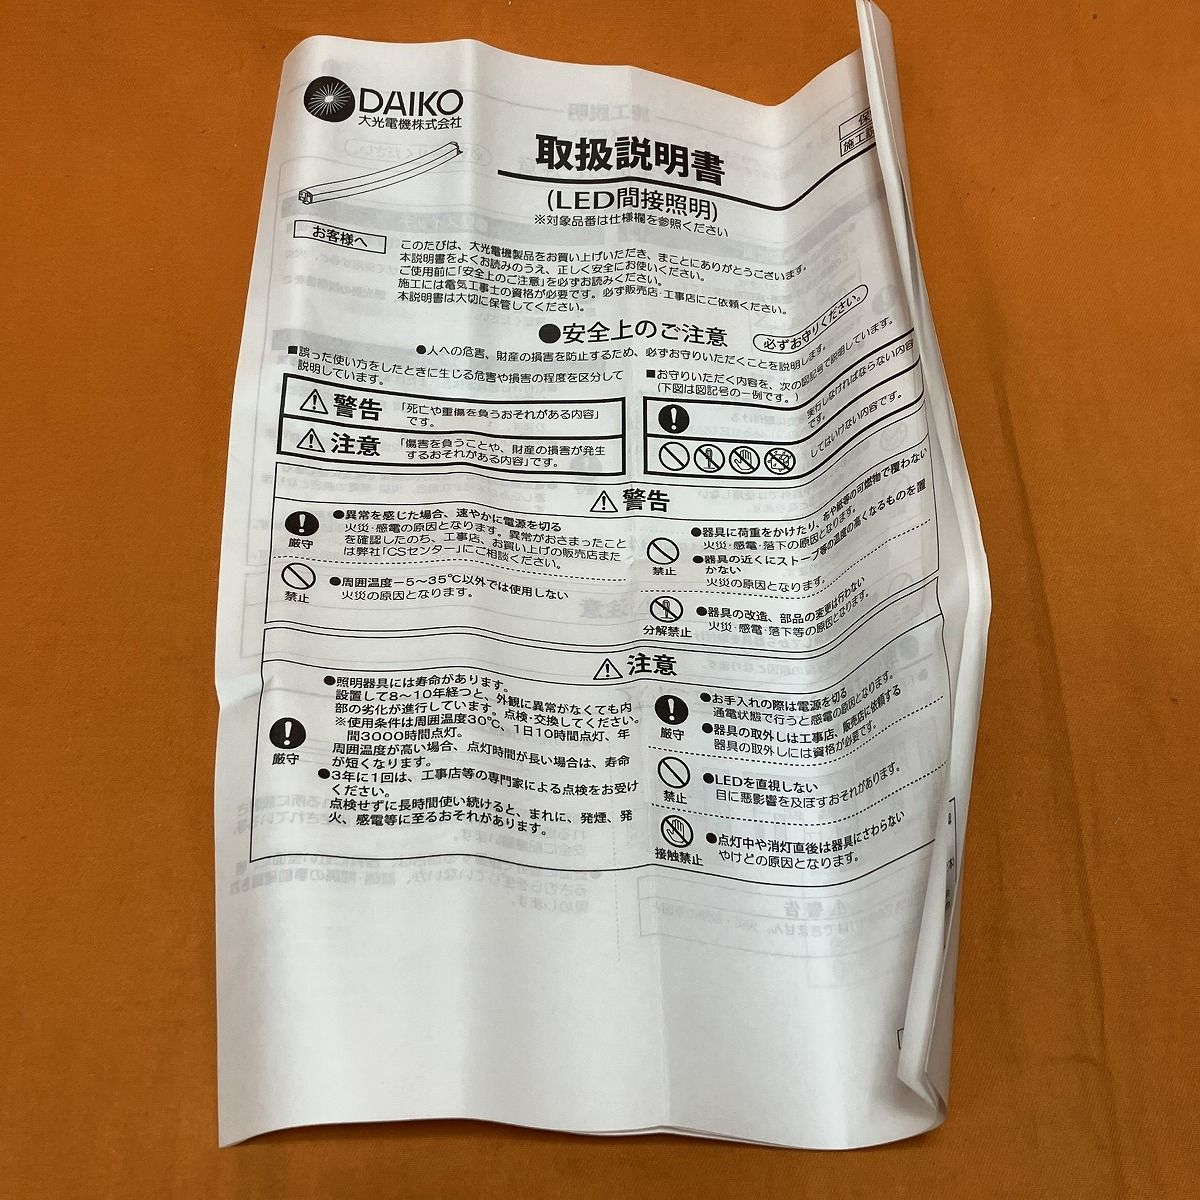 DAIKO
大光電機株式会社
取扱説明書
(LED間接照明)
※対象品番は仕様欄を参照ください
保
施工説
お客様へ
このたびは、大光電機製品をお買い上げいただき、まことにありがとうございます。
本説明書をよくお読みのうえ、正しく安全にお使いください。
ご使用前に「安全上のご注意」を必ずお読みください。
施工には電気工事士の資格が必要です。必ず販売店・工事店にご依頼ください。
本説明書は大切に保管してください。
●安全上のご注意
必ずお守りください。
●人への危害、財産の損害を防止するため、必ずお守りいただくことを説明します。
■誤った使い方をしたときに生じる危害や損害の程度を区分して
説明しています。
警告
「死亡や重傷を負うおそれがある内容」
です。
注意
「傷害を負うことや、財産の損害が発生
するおそれがある内容」です。
■お守りいただく内容を、次の図記号で説明しています。
(下図は図記号の一例です。)
実行しなければならない内容
です。
してはいけない内容です。
警告
厳守
●異常を感じた場合、速やかに電源を切る
火災・感電の原因となります。異常がおさまったこと
を確認したのち、工事店、お買い上げの販売店また
は弊社「CSセンター」にご相談ください。
禁止
●周囲温度－5～35℃以外では使用しない
火災の原因となります。
禁止
●器具に荷重をかけたり、布や紙等の可燃物で覆わない
火災・感電・落下の原因となります。
●器具の近くにストーブ等の温度の高くなるものを置
かない
火災の原因となります。
分解禁止
●器具の改造、部品の変更は行わない
火災・感電・落下等の原因となります。
注意
厳守
●照明器具には寿命があります。
設置して8～10年経つと、外観に異常がなくても内
部の劣化が進行しています。点検・交換してください。
※使用条件は周囲温度30℃、1日10時間点灯、年
間3000時間点灯。
周囲温度が高い場合、点灯時間が長い場合は、寿命
が短くなります。
●3年に1回は、工事店等の専門家による点検をお受け
ください。
点検せずに長時間使い続けると、まれに、発煙、発
火、感電等に至るおそれがあります。
厳守
●お手入れの際は電源を切る
通電状態で行うと感電の原因となります。
●器具の取外しは工事店、販売店に依頼する
器具の取外しには資格が必要です。
禁止
●LEDを直視しない
目に悪影響を及ぼすおそれがあります。
接触禁止
●点灯中や消灯直後は器具にさわらない
やけどの原因となります。